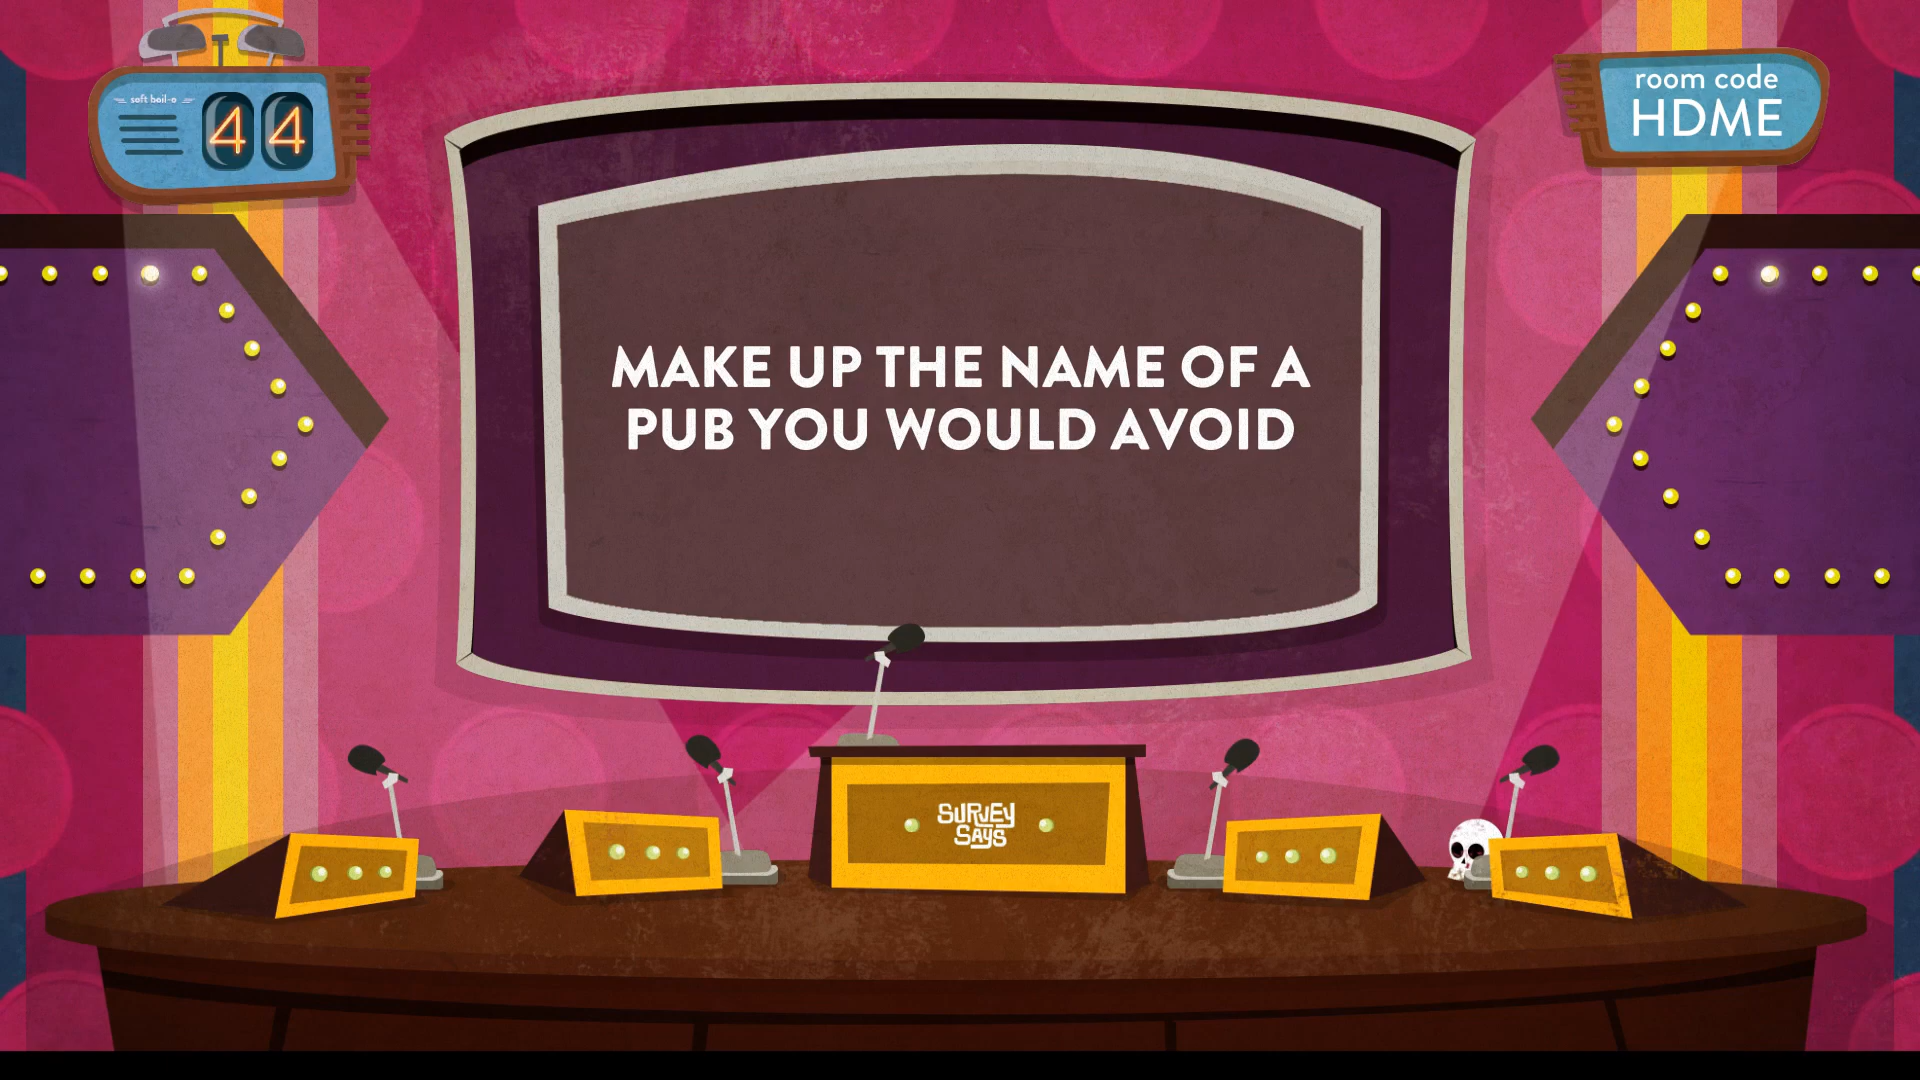 soft boil-o
44
room code
HDME
MAKE UP THE NAME OF A
PUB YOU WOULD AVOID
SURVEY
SAYS